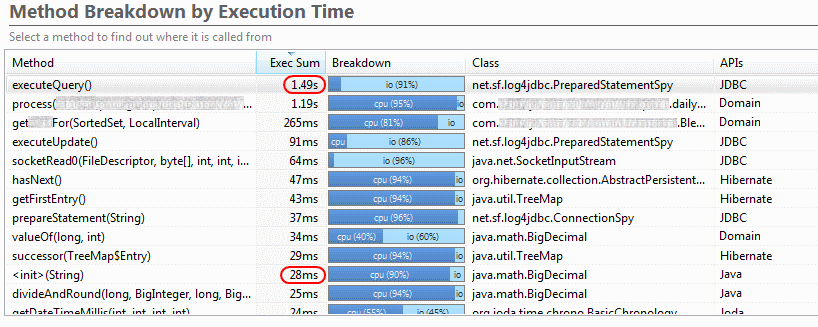 Method Breakdown by Execution Time
Select a method to find out where it is called from
Method Exec Sum Breakdown Class APIs
executeQuery() 1.49s io (91%) net.sf.log4jdbc.PreparedStatementSpy JDBC
process( 1.19s cpu (95%) io com. .daily... Domain
get For(SortedSet, LocalInterval) 265ms cpu (81%) io com. .Ble... Domain
executeUpdate() 91ms cpu io (86%) net.sf.log4jdbc.PreparedStatementSpy JDBC
socketRead0(FileDescriptor, byte[], int, int, i... 64ms io (96%) java.net.SocketInputStream JDBC
hasNext() 47ms cpu (94%) io org.hibernate.collection.AbstractPersistent... Hibernate
getFirstEntry() 43ms cpu (94%) io java.util.TreeMap Hibernate
prepareStatement(String) 37ms cpu (96%) net.sf.log4jdbc.ConnectionSpy JDBC
valueOf(long, int) 34ms cpu (40%) io (60%) java.math.BigDecimal Domain
successor(TreeMap$Entry) 29ms cpu (94%) io java.util.TreeMap Hibernate
<init>(String) 28ms cpu (90%) io java.math.BigDecimal Java
divideAndRound(long, BigInteger, long, Big... 25ms cpu (94%) io java.math.BigDecimal Java
getDateTimeMillis(int, int, int, int) 24ms cpu (55%) io (45%) org.joda.time.chrono.BasicChronology Joda